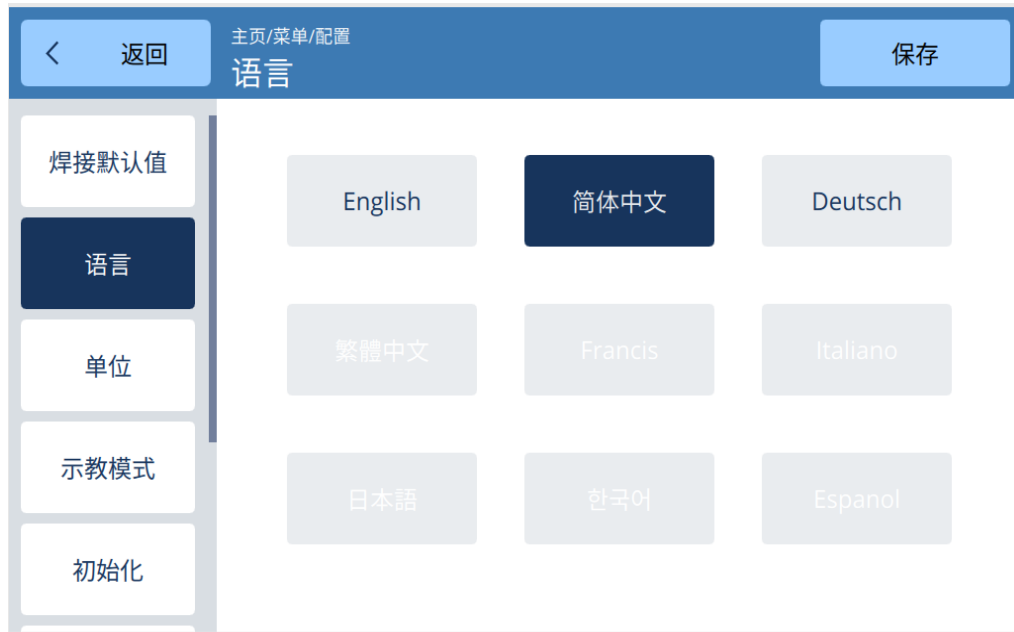 返回
主页/菜单/配置
语言
保存
焊接默认值
语言
单位
示教模式
初始化
English
简体中文
Deutsch
繁體中文
Francis
Italiano
日本語
한국어
Espanol